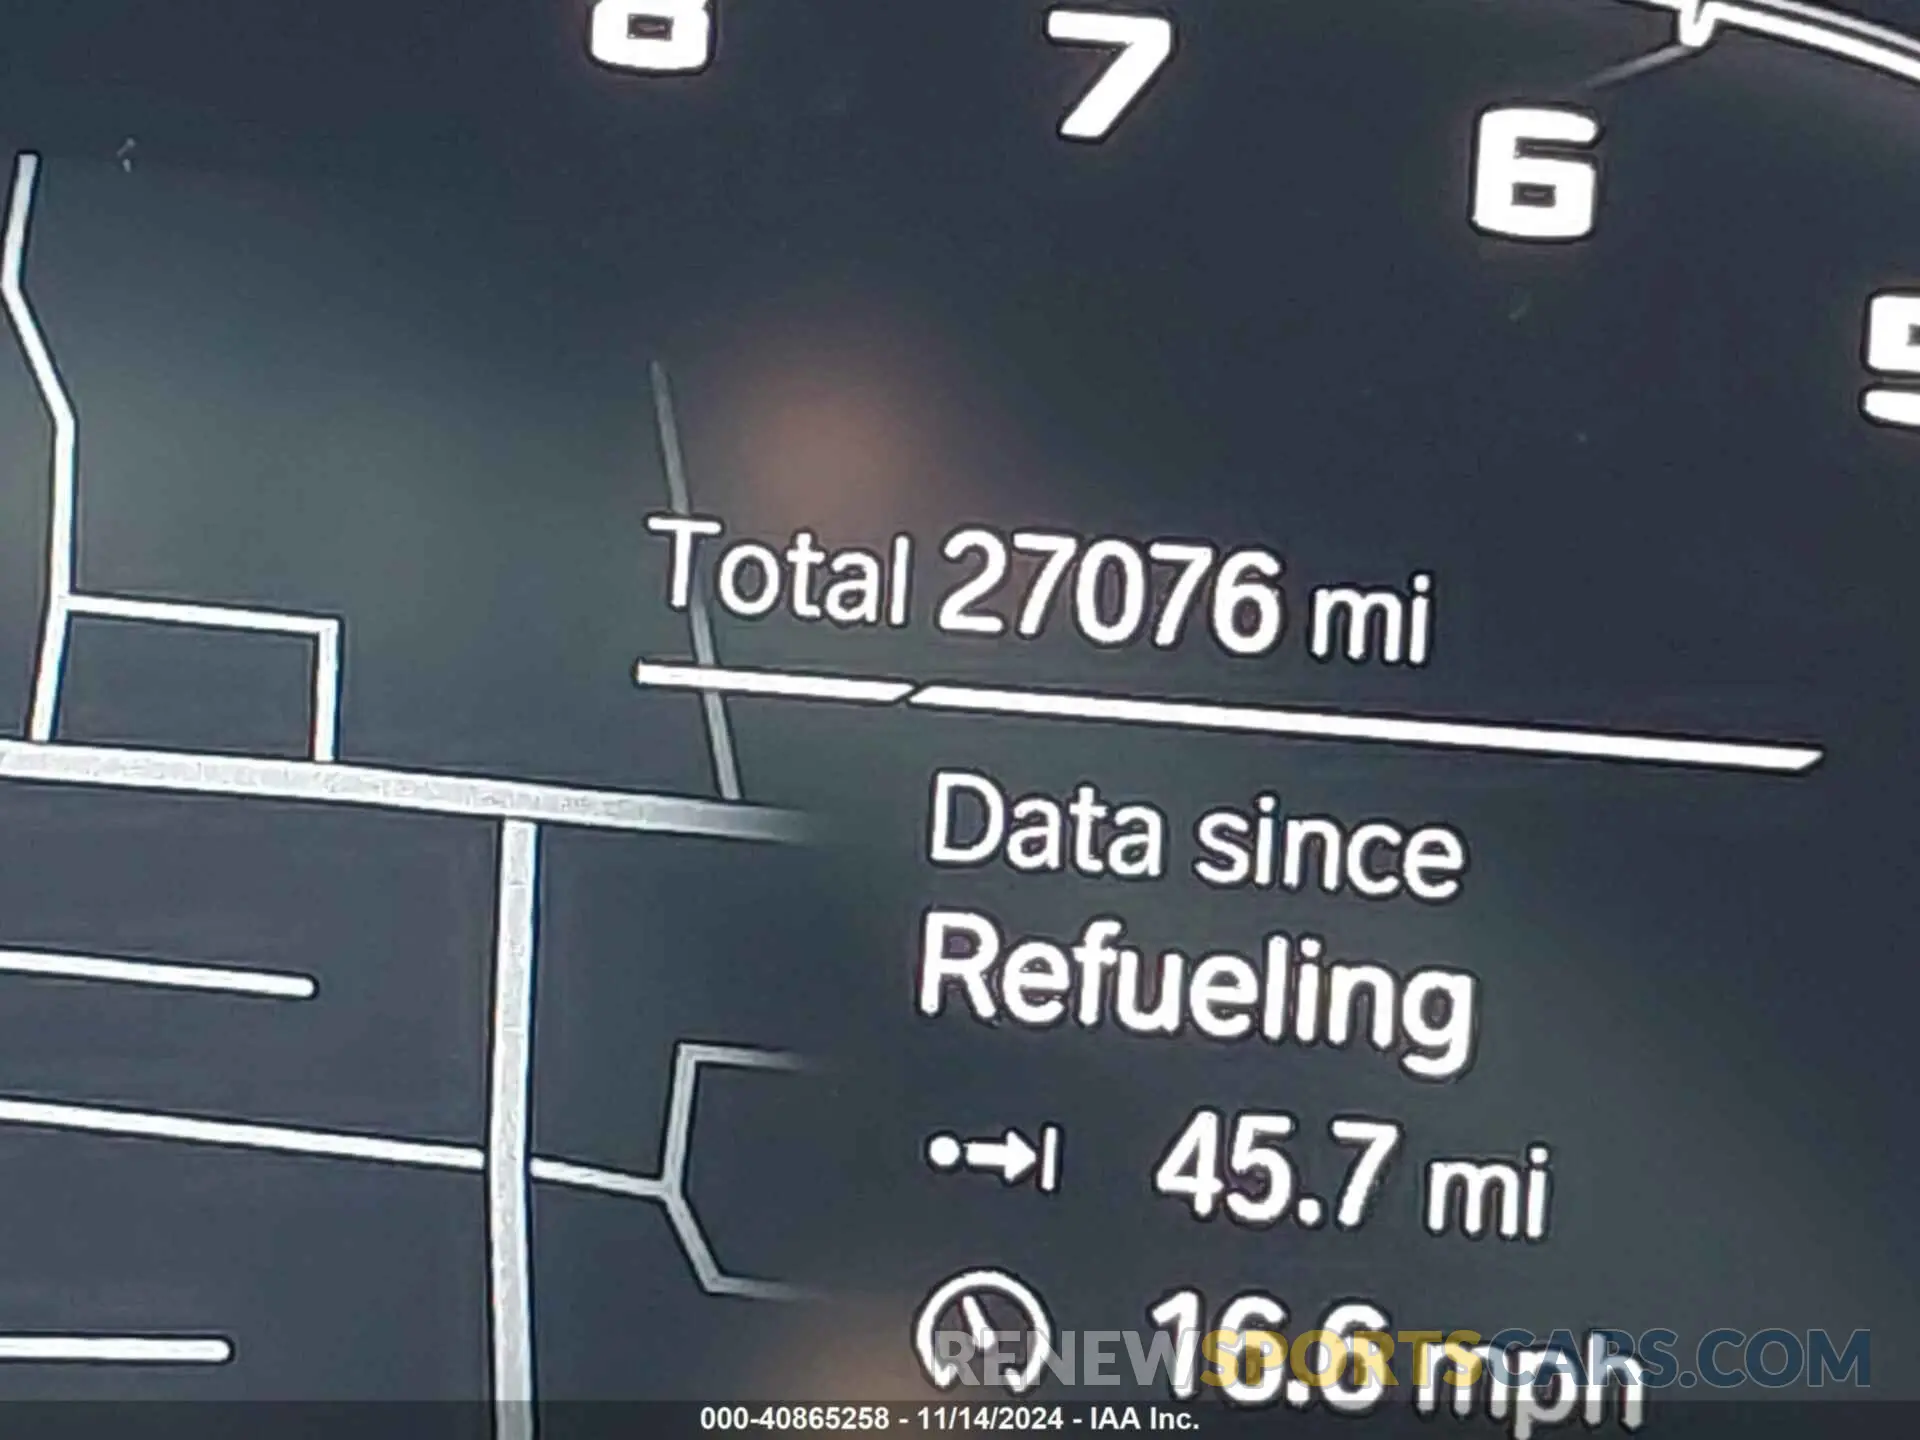 8
7
6
5
Total 27076 mi
Data since
Refueling
45.7 mi
16.6 mph
RENEWSPORTSCARS.COM
000-40865258 - 11/14/2024 - IAA Inc.